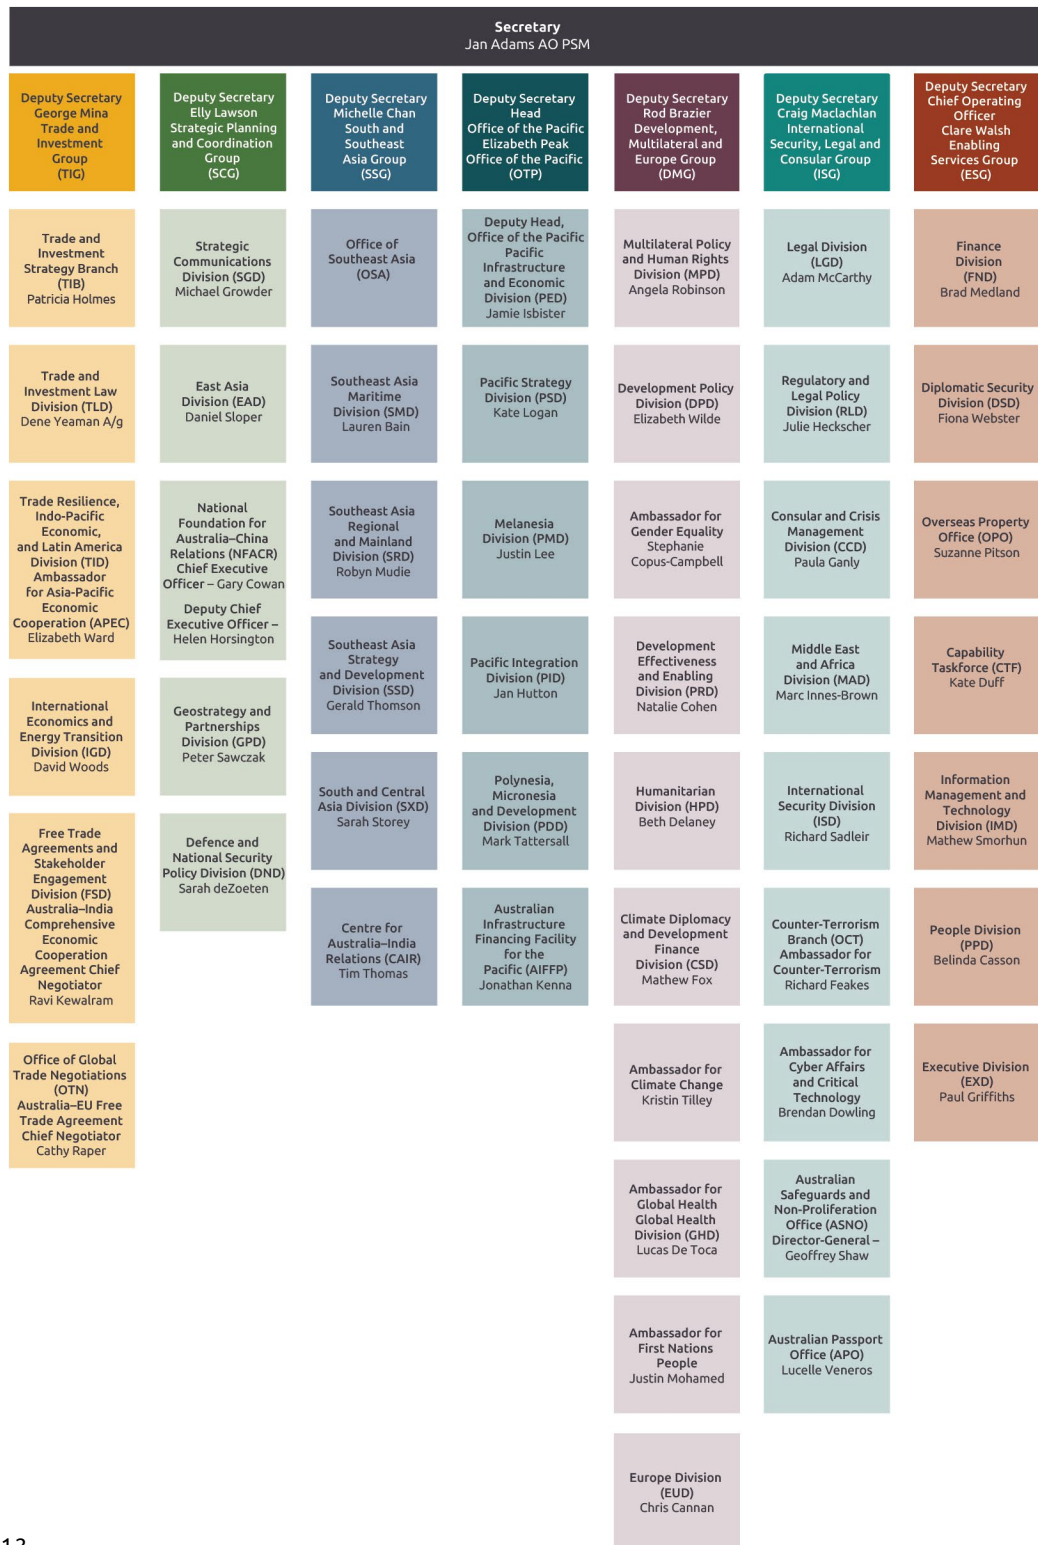 Secretary
Jan Adams AO PSM
Deputy Secretary
George Mina
Trade and
Investment
Group
(TIG)
Trade and
Investment
Strategy Branch
(TIB)
Patricia Holmes
Trade and
Investment Law
Division (TLD)
Dene Yeaman A/g
Trade Resilience,
Indo-Pacific
Economic,
and Latin America
Division (TID)
Ambassador
for Asia-Pacific
Economic
Cooperation (APEC)
Elizabeth Ward
International
Economics and
Energy Transition
Division (IGD)
David Woods
Free Trade
Agreements and
Stakeholder
Engagement
Division (FSD)
Australia–India
Comprehensive
Economic
Cooperation
Agreement Chief
Negotiator
Ravi Kewalram
Office of Global
Trade Negotiations
(OTN)
Australia–EU Free
Trade Agreement
Chief Negotiator
Cathy Raper
Deputy Secretary
Elly Lawson
Strategic Planning
and Coordination
Group
(SCG)
Strategic
Communications
Division (SGD)
Michael Growder
East Asia
Division (EAD)
Daniel Sloper
National
Foundation for
Australia–China
Relations (NFACR)
Chief Executive
Officer – Gary Cowan
Deputy Chief
Executive Officer –
Helen Horsington
Geostrategy and
Partnerships
Division (GPD)
Peter Sawczak
Defence and
National Security
Policy Division (DND)
Sarah deZoeten
Deputy Secretary
Michelle Chan
South and
Southeast
Asia Group
(SSG)
Office of
Southeast Asia
(OSA)
Southeast Asia
Maritime
Division (SMD)
Lauren Bain
Southeast Asia
Regional
and Mainland
Division (SRD)
Robyn Mudie
Southeast Asia
Strategy
and Development
Division (SSD)
Gerald Thomson
South and Central
Asia Division (SXD)
Sarah Storey
Centre for
Australia–India
Relations (CAIR)
Tim Thomas
Deputy Secretary
Head
Office of the Pacific
Elizabeth Peak
Office of the Pacific
(OTP)
Deputy Head,
Office of the Pacific
Pacific
Infrastructure
and Economic
Division (PED)
Jamie Isbister
Pacific Strategy
Division (PSD)
Kate Logan
Melanesia
Division (PMD)
Justin Lee
Pacific Integration
Division (PID)
Jan Hutton
Polynesia,
Micronesia
and Development
Division (PDD)
Mark Tattersall
Australian
Infrastructure
Financing Facility
for the
Pacific (AIFFP)
Jonathan Kenna
Deputy Secretary
Rod Brazier
Development,
Multilateral and
Europe Group
(DMG)
Multilateral Policy
and Human Rights
Division (MPD)
Angela Robinson
Development Policy
Division (DPD)
Elizabeth Wilde
Ambassador for
Gender Equality
Stephanie
Copus-Campbell
Development
Effectiveness
and Enabling
Division (PRD)
Natalie Cohen
Humanitarian
Division (HPD)
Beth Delaney
Climate Diplomacy
and Development
Finance
Division (CSD)
Mathew Fox
Ambassador for
Climate Change
Kristin Tilley
Ambassador for
Global Health
Global Health
Division (GHD)
Lucas De Toca
Ambassador for
First Nations
People
Justin Mohamed
Europe Division
(EUD)
Chris Cannan
Deputy Secretary
Craig Maclachlan
International
Security, Legal and
Consular Group
(ISG)
Legal Division
(LGD)
Adam McCarthy
Regulatory and
Legal Policy
Division (RLD)
Julie Heckscher
Consular and Crisis
Management
Division (CCD)
Paula Ganly
Middle East
and Africa
Division (MAD)
Marc Innes-Brown
International
Security Division
(ISD)
Richard Sadleir
Counter-Terrorism
Branch (OCT)
Ambassador for
Counter-Terrorism
Richard Feakes
Ambassador for
Cyber Affairs
and Critical
Technology
Brendan Dowling
Australian
Safeguards and
Non-Proliferation
Office (ASNO)
Director-General –
Geoffrey Shaw
Australian Passport
Office (APO)
Lucelle Veneros
Deputy Secretary
Chief Operating
Officer
Clare Walsh
Enabling
Services Group
(ESG)
Finance
Division
(FND)
Brad Medland
Diplomatic Security
Division (DSD)
Fiona Webster
Overseas Property
Office (OPO)
Suzanne Pitson
Capability
Taskforce (CTF)
Kate Duff
Information
Management and
Technology
Division (IMD)
Mathew Smorhun
People Division
(PPD)
Belinda Casson
Executive Division
(EXD)
Paul Griffiths